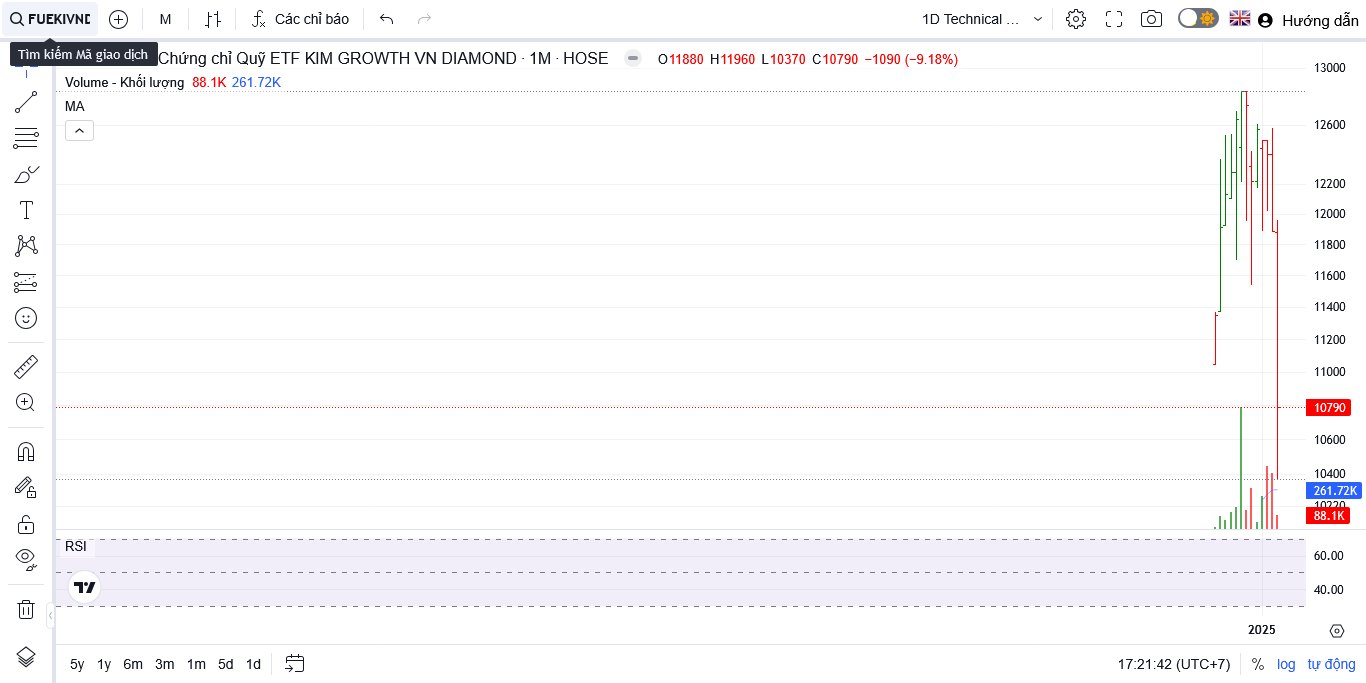 FUEKIVND
M
Các chỉ báo
1D Technical ...
Hướng dẫn
Tìm kiếm Mã giao dịch
Chứng chỉ Quỹ ETF KIM GROWTH VN DIAMOND · 1M · HOSE
O11880 H11960 L10370 C10790 −1090 (−9.18%)
Volume - Khối lượng 88.1K 261.72K
MA
13000
12600
12200
12000
11800
11600
11400
11200
11000
10790
10600
10400
261.72K
10220
88.1K
RSI
60.00
40.00
2025
5y 1y 6m 3m 1m 5d 1d
17:21:42 (UTC+7) % log tự động